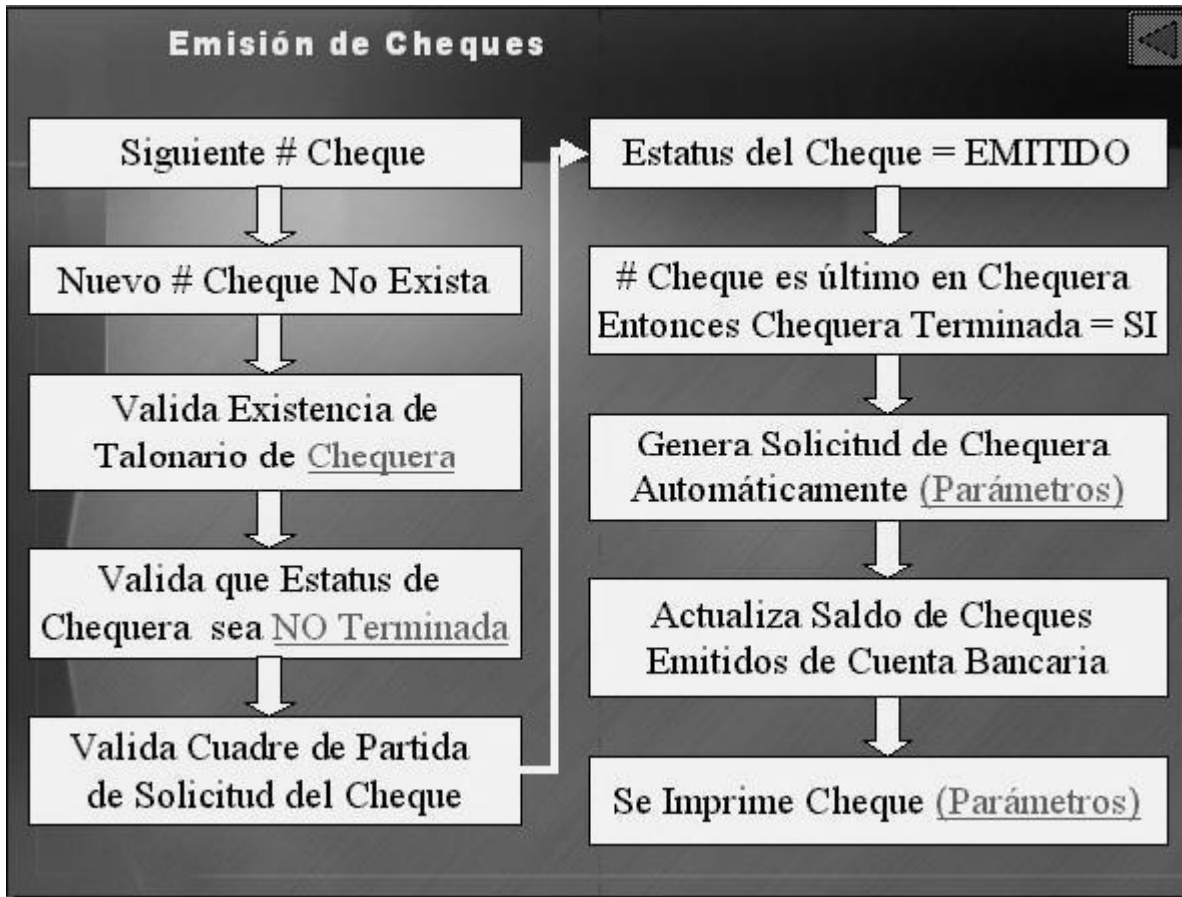 Emisión de Cheques
Siguiente # Cheque
Nuevo # Cheque No Exista
Valida Existencia de
Talonario de Chequera
Valida que Estatus de
Chequera sea NO Terminada
Valida Cuadre de Partida
de Solicitud del Cheque
Estatus del Cheque = EMITIDO
# Cheque es último en Chequera
Entonces Chequera Terminada = SI
Genera Solicitud de Chequera
Automáticamente (Parámetros)
Actualiza Saldo de Cheques
Emitidos de Cuenta Bancaria
Se Imprime Cheque (Parámetros)